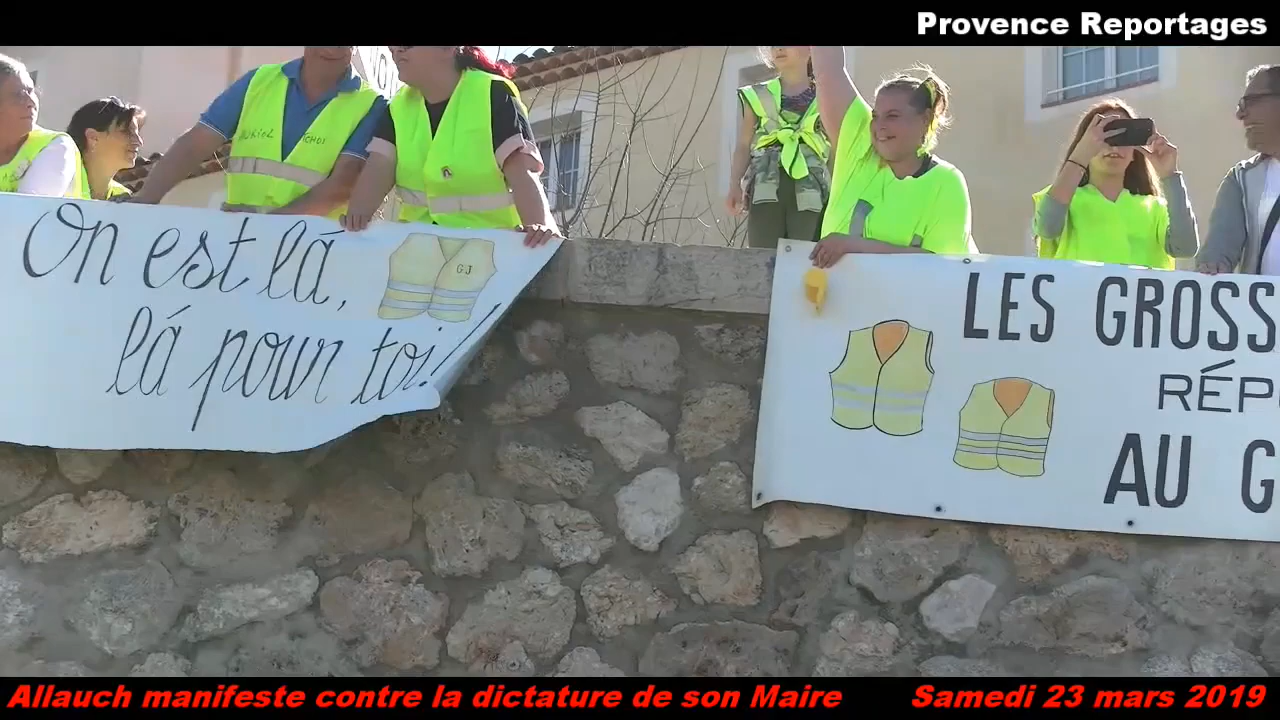 Provence Reportages
On est là,
là pour toi!
GJ
LES GROSS
RÉP
AU G
Allauch manifeste contre la dictature de son Maire
Samedi 23 mars 2019